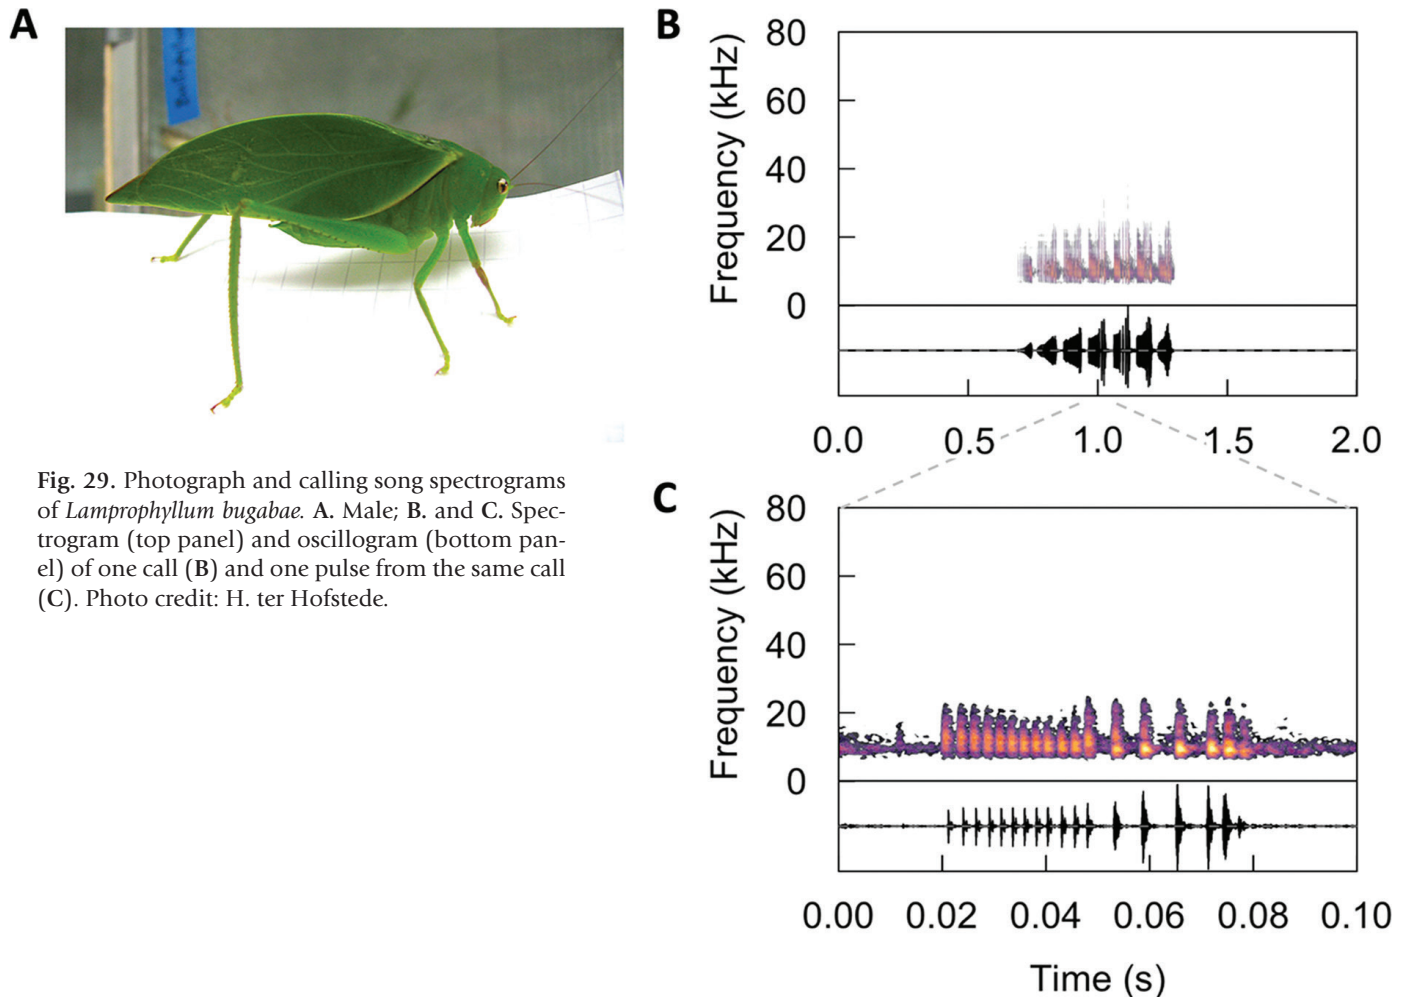 A
B
80
60
40
20
0
Frequency (kHz)
0.0 0.5 1.0 1.5 2.0
C
80
60
40
20
0
Frequency (kHz)
0.00 0.02 0.04 0.06 0.08 0.10
Time (s)
Fig. 29. Photograph and calling song spectrograms
of Lamprophyllum bugabae. A. Male; B. and C. Spec-
trogram (top panel) and oscillogram (bottom pan-
el) of one call (B) and one pulse from the same call
(C). Photo credit: H. ter Hofstede.